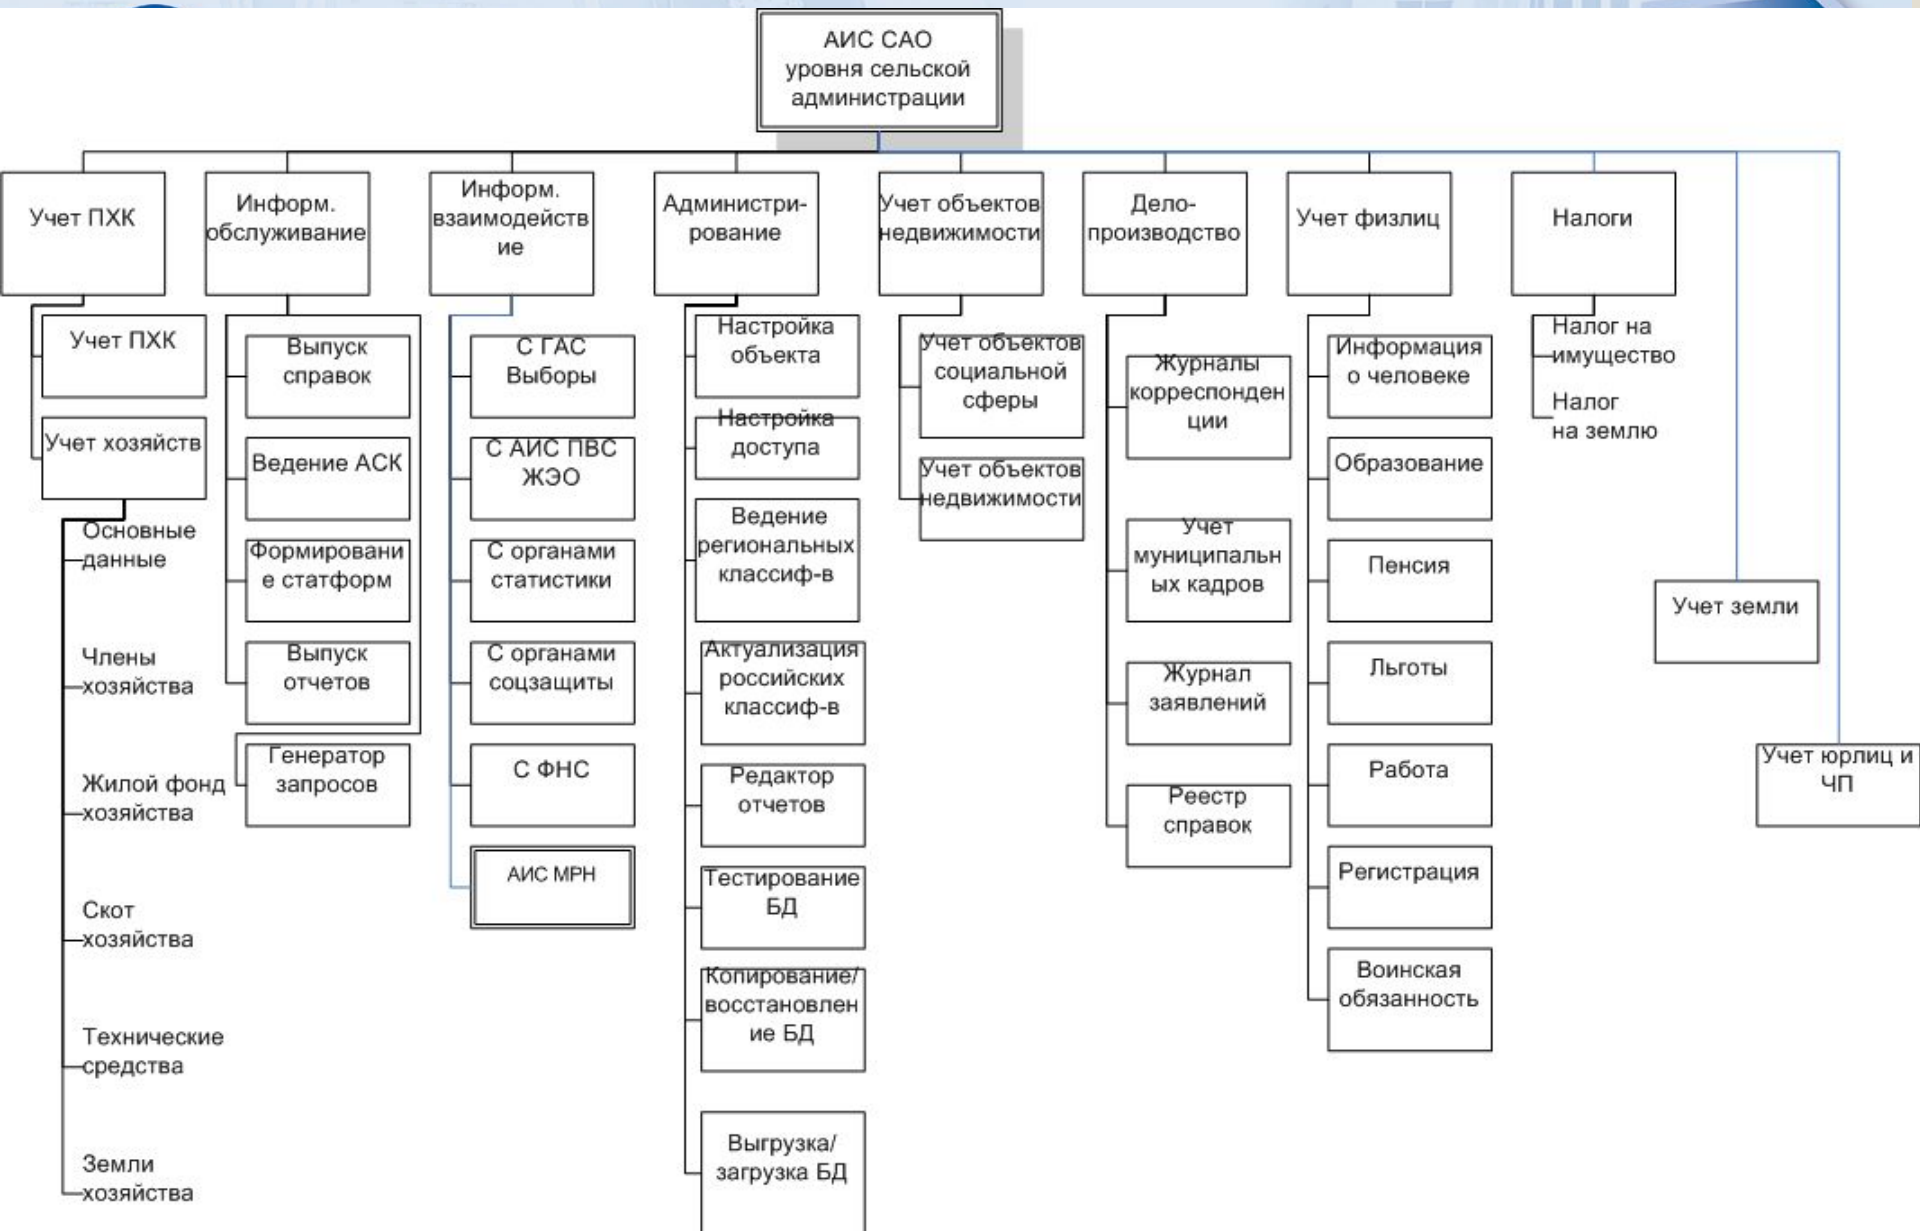 АИС САО
уровня сельской
администрации
Учет ПХК
Информ.
обслуживание
Информ.
взаимодейств
ие
Администри-
рование
Учет объектов
недвижимости
Дело-
производство
Учет физлиц
Налоги
Учет ПХК
Учет хозяйств
Основные
данные
Члены
хозяйства
Жилой фонд
хозяйства
Скот
хозяйства
Технические
средства
Земли
хозяйства
Выпуск
справок
Ведение АСК
Формировани
е статформ
Выпуск
отчетов
Генератор
запросов
С ГАС
Выборы
С АИС ПВС
ЖЭО
С органами
статистики
С органами
соцзащиты
С ФНС
АИС МРН
Настройка
объекта
Настройка
доступа
Ведение
региональных
классиф-в
Актуализация
российских
классиф-в
Редактор
отчетов
Тестирование
БД
Копирование/
восстановлен
ие БД
Выгрузка/
загрузка БД
Учет объектов
социальной
сферы
Учет объектов
недвижимости
Журналы
корреспонден
ции
Учет
муниципальн
ых кадров
Журнал
заявлений
Реестр
справок
Информация
о человеке
Образование
Пенсия
Льготы
Работа
Регистрация
Воинская
обязанность
Налог на
имущество
Налог
на землю
Учет земли
Учет юрлиц и
ЧП